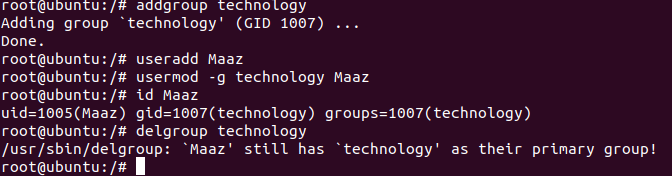 root@ubuntu:/# addgroup technology
Adding group `technology' (GID 1007) ...
Done.
root@ubuntu:/# useradd Maaz
root@ubuntu:/# usermod -g technology Maaz
root@ubuntu:/# id Maaz
uid=1005(Maaz) gid=1007(technology) groups=1007(technology)
root@ubuntu:/# delgroup technology
/usr/sbin/delgroup: `Maaz' still has `technology' as their primary group!
root@ubuntu:/#